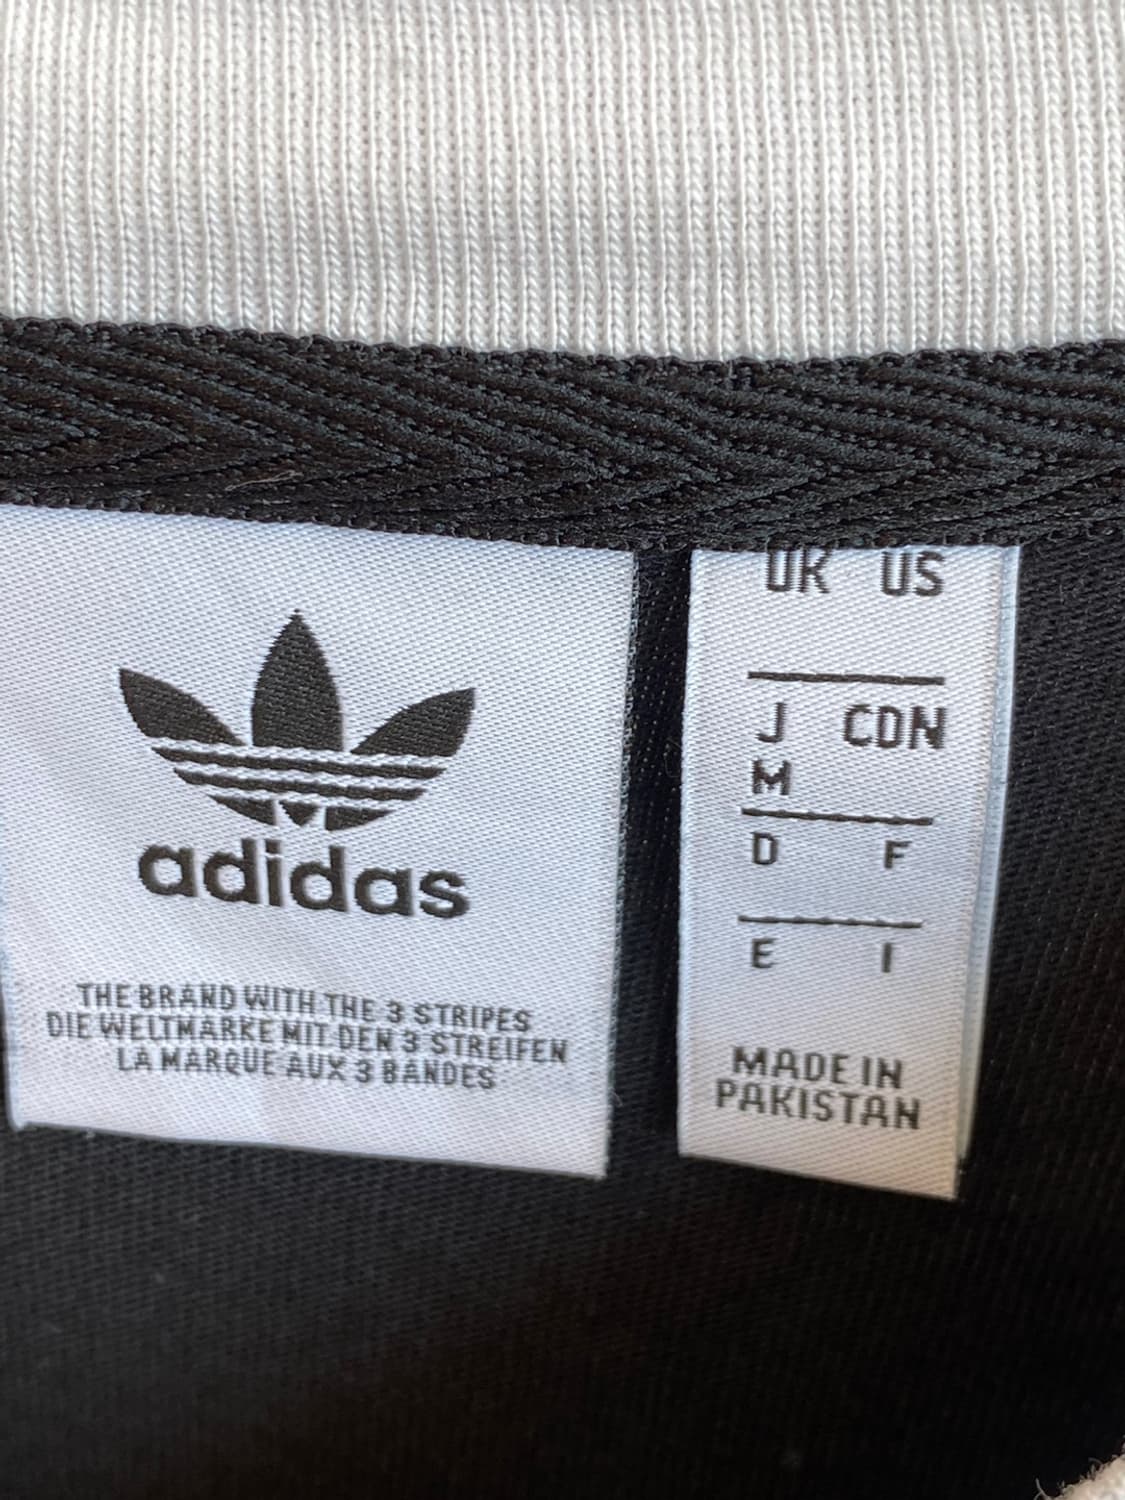 adidas
THE BRAND WITH THE 3 STRIPES
DIE WELTMARKE MIT DEN 3 STREIFEN
LA MARQUE AUX 3 BANDES
UK US
J CDN
M
D F
E I
MADE IN
PAKISTAN